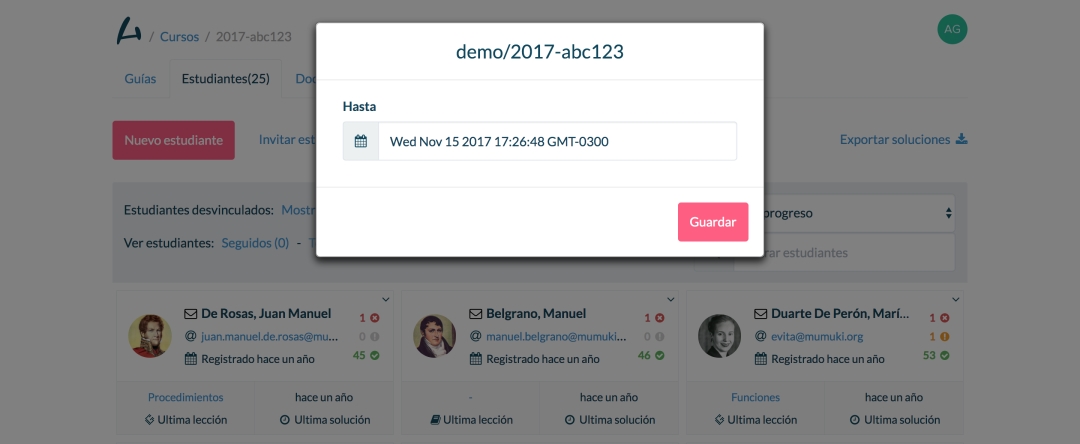 / Cursos / 2017-abc123
AG
demo/2017-abc123
Guías
Estudiantes(25)
Doc
Hasta
Wed Nov 15 2017 17:26:48 GMT-0300
Nuevo estudiante
Invitar est
Exportar soluciones
Guardar
Estudiantes desvinculados: Mostr
progreso
Ver estudiantes: Seguidos (0) - T
rar estudiantes
De Rosas, Juan Manuel
1
@ juan.manuel.de.rosas@mu...
0
Registrado hace un año
45
Procedimientos
hace un año
Ultima lección
Ultima solución
Belgrano, Manuel
1
@ manuel.belgrano@mumuki...
0
Registrado hace un año
46
-
hace un año
Ultima lección
Ultima solución
Duarte De Perón, Marí...
1
@ evita@mumuki.org
1
Registrado hace un año
53
Funciones
hace un año
Ultima lección
Ultima solución